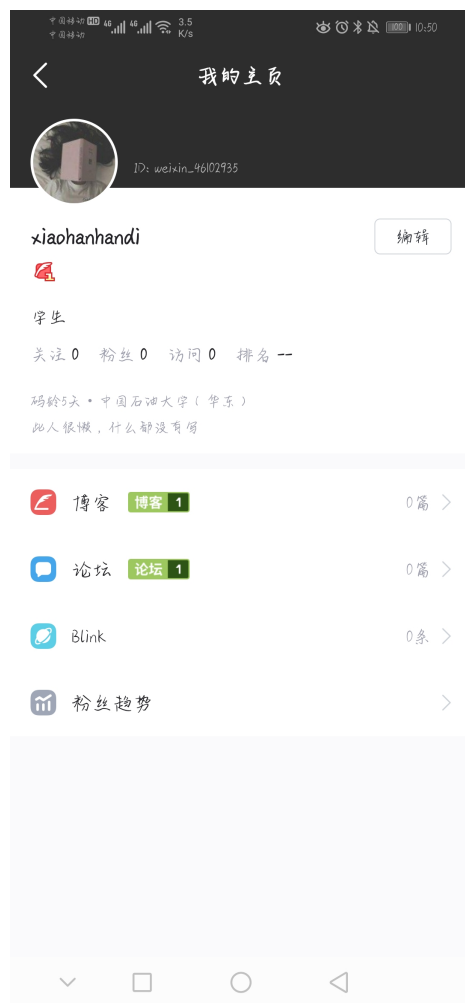 中国移动 HD 4G 4G 3.5 K/s 100 10:50
中国移动
我的主页
ID: weixin_46102935
xiaohanhandi 编辑
1
学生
关注 0 粉丝 0 访问 0 排名 --
码龄5天 • 中国石油大学（华东）
此人很懒，什么都没有写
博客 博客 1 0篇
论坛 论坛 1 0篇
Blink 0条
粉丝趋势